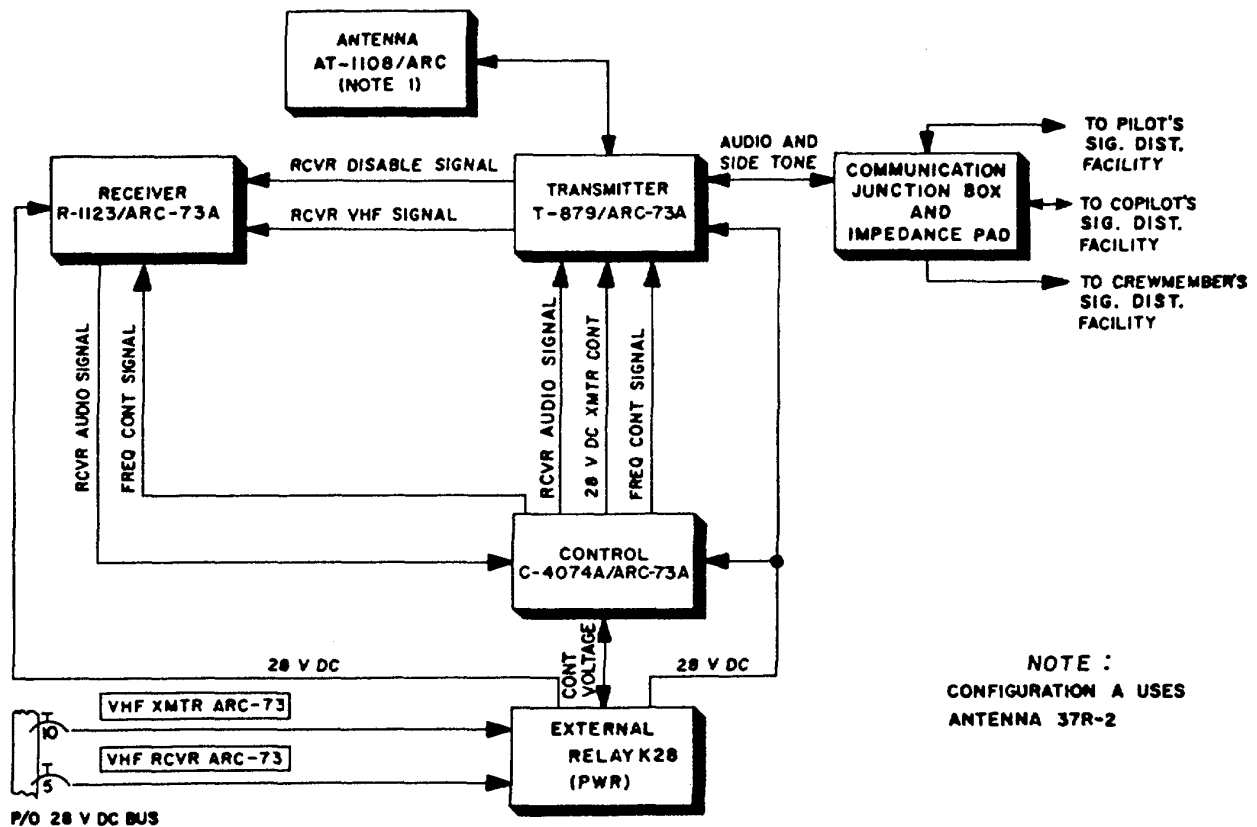 ANTENNA
AT-1108/ARC
(NOTE 1)
RECEIVER
R-1123/ARC-73A
RCVR DISABLE SIGNAL
RCVR VHF SIGNAL
TRANSMITTER
T-879/ARC-73A
AUDIO AND
SIDE TONE
COMMUNICATION
JUNCTION BOX
AND
IMPEDANCE PAD
TO PILOT'S
SIG. DIST.
FACILITY
TO COPILOT'S
SIG. DIST.
FACILITY
TO CREWMEMBER'S
SIG. DIST.
FACILITY
RCVR AUDIO SIGNAL
FREQ CONT SIGNAL
RCVR AUDIO SIGNAL
28 V DC XMTR CONT
FREQ CONT SIGNAL
CONTROL
C-4074A/ARC-73A
28 V DC
CONT
VOLTAGE
28 V DC
VHF XMTR ARC-73
10
VHF RCVR ARC-73
5
EXTERNAL
RELAY K28
(PWR)
P/O 28 V DC BUS
NOTE :
CONFIGURATION A USES
ANTENNA 37R-2